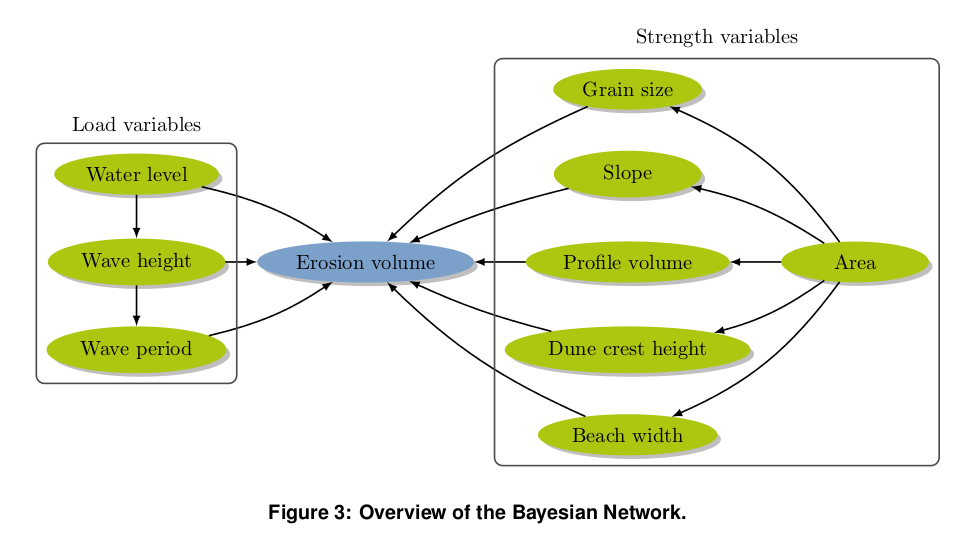 Strength variables
Grain size
Load variables
Water level
Slope
Wave height
Erosion volume
Profile volume
Area
Wave period
Dune crest height
Beach width
Figure 3: Overview of the Bayesian Network.